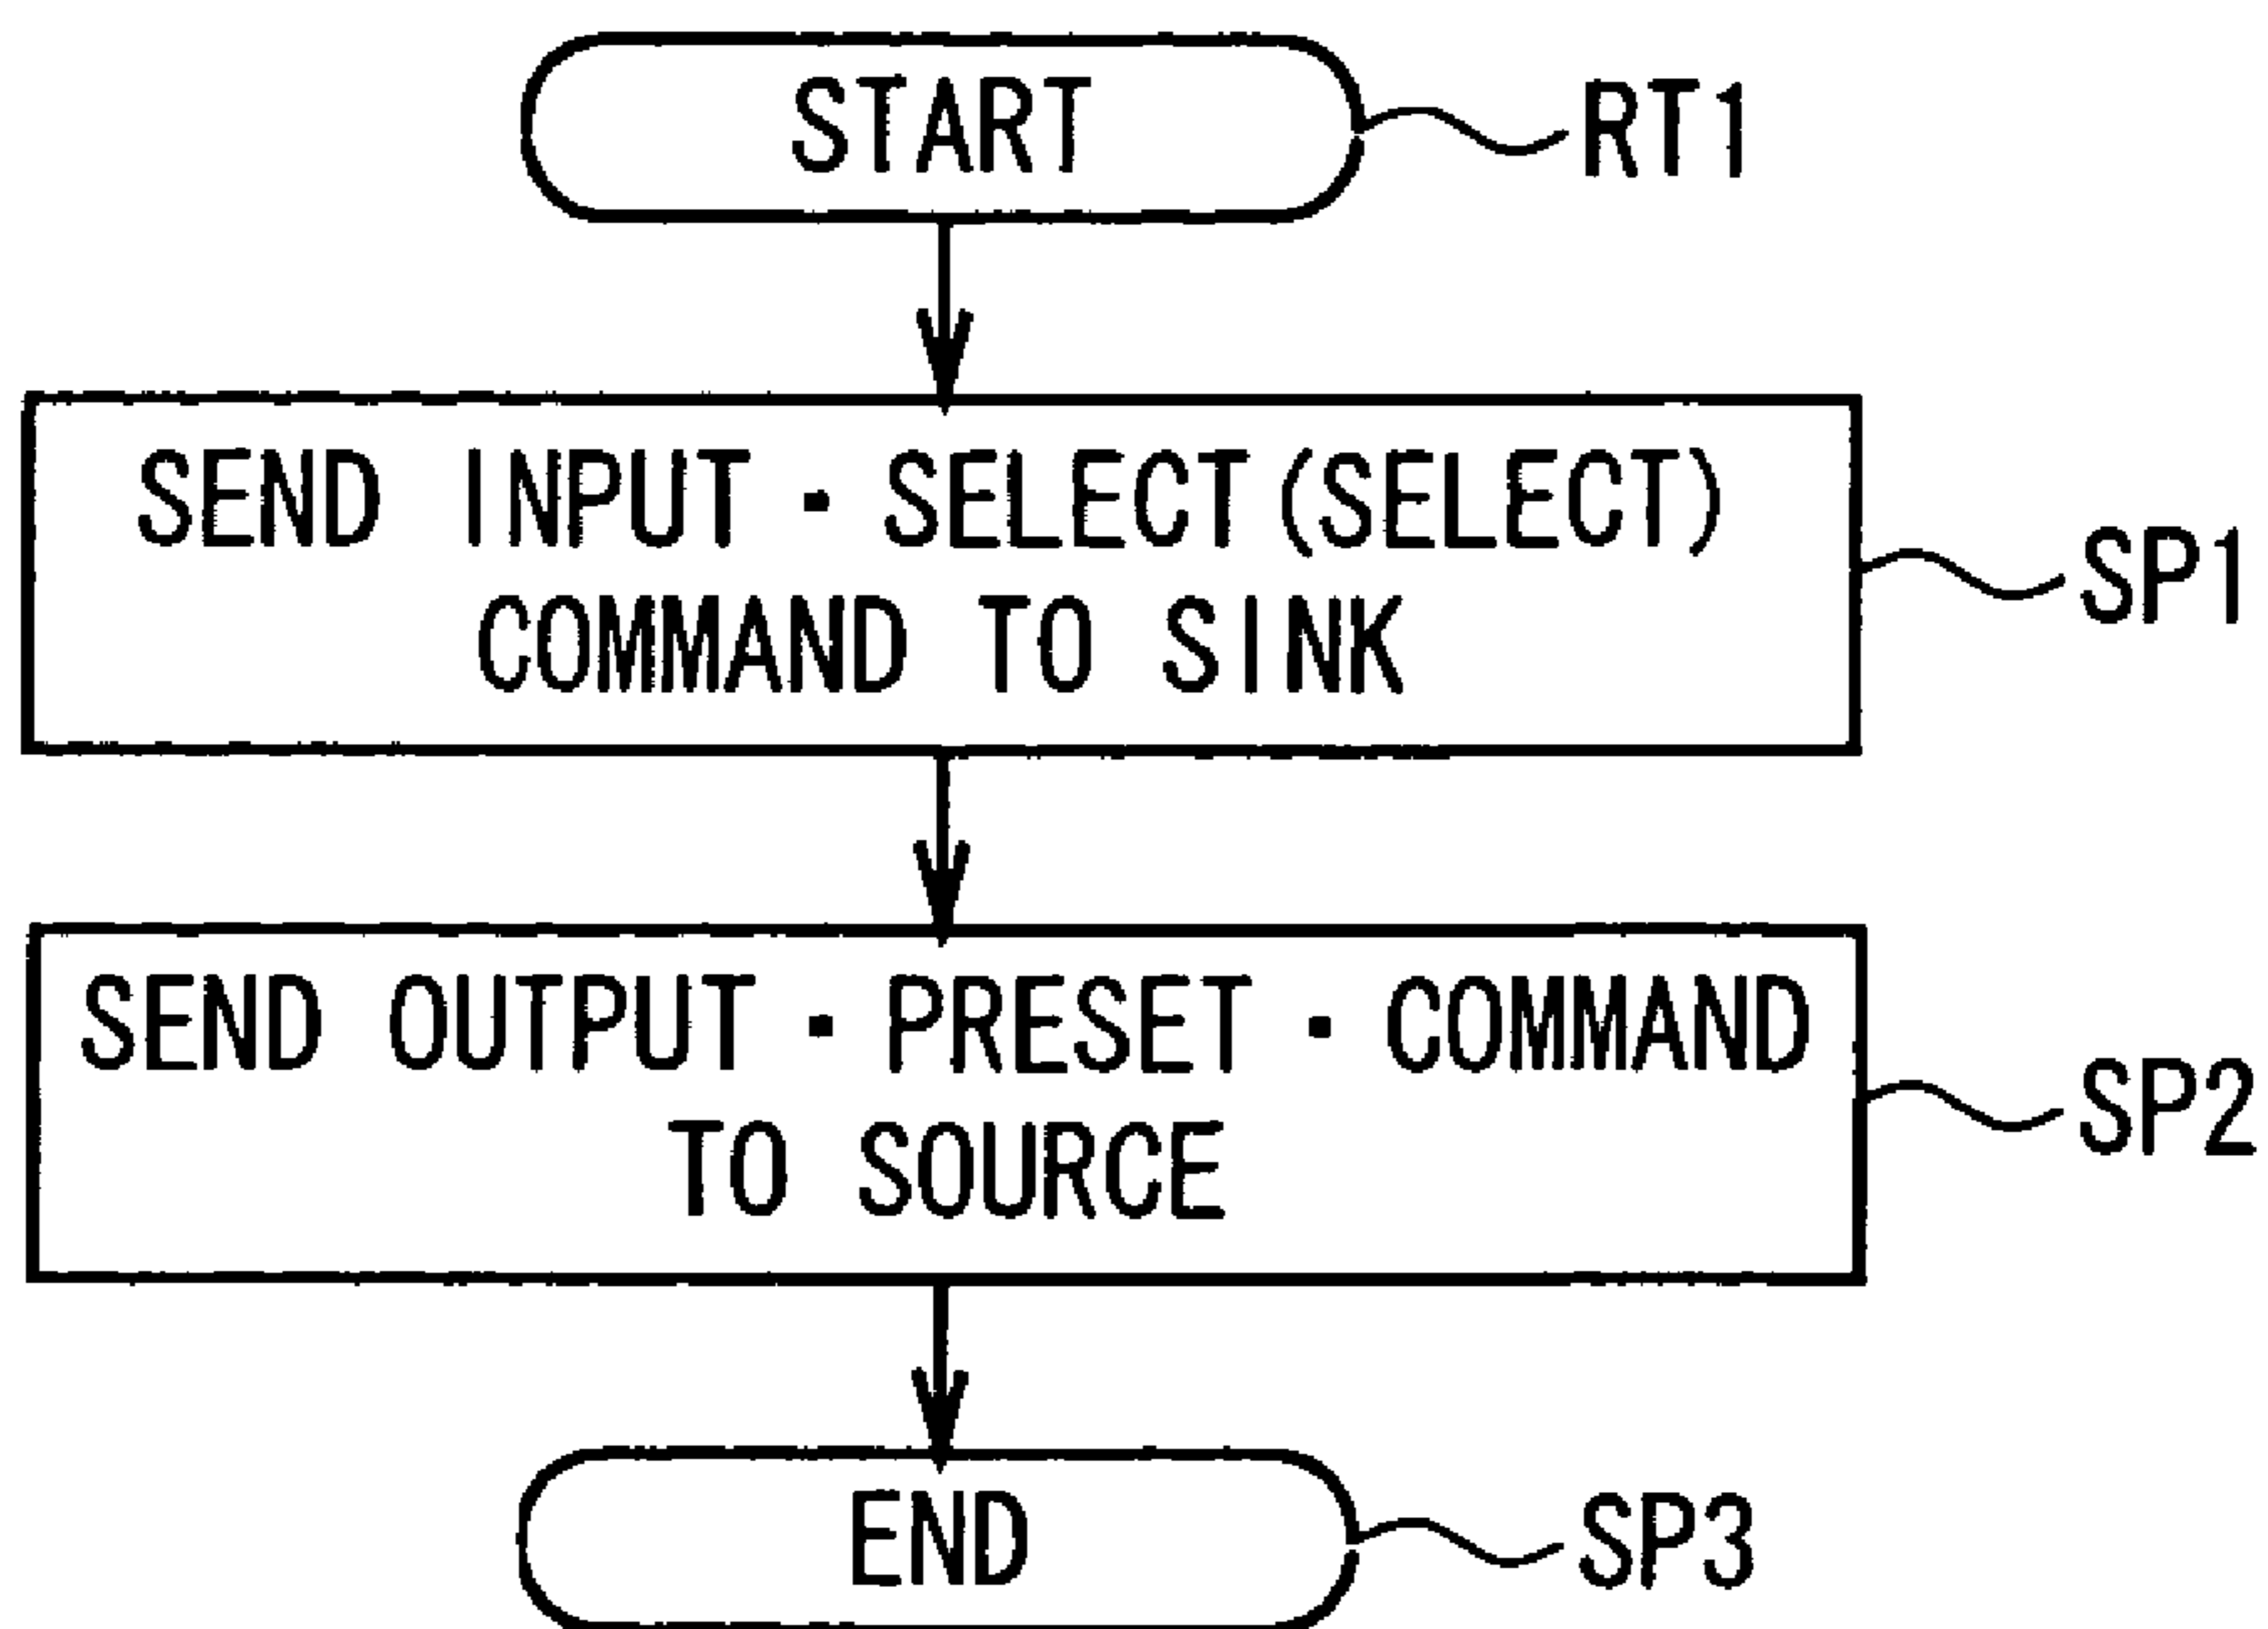 START
RT1
SEND INPUT・SELECT(SELECT)
COMMAND TO SINK
SP1
SEND OUTPUT・PRESET・COMMAND
TO SOURCE
SP2
END
SP3